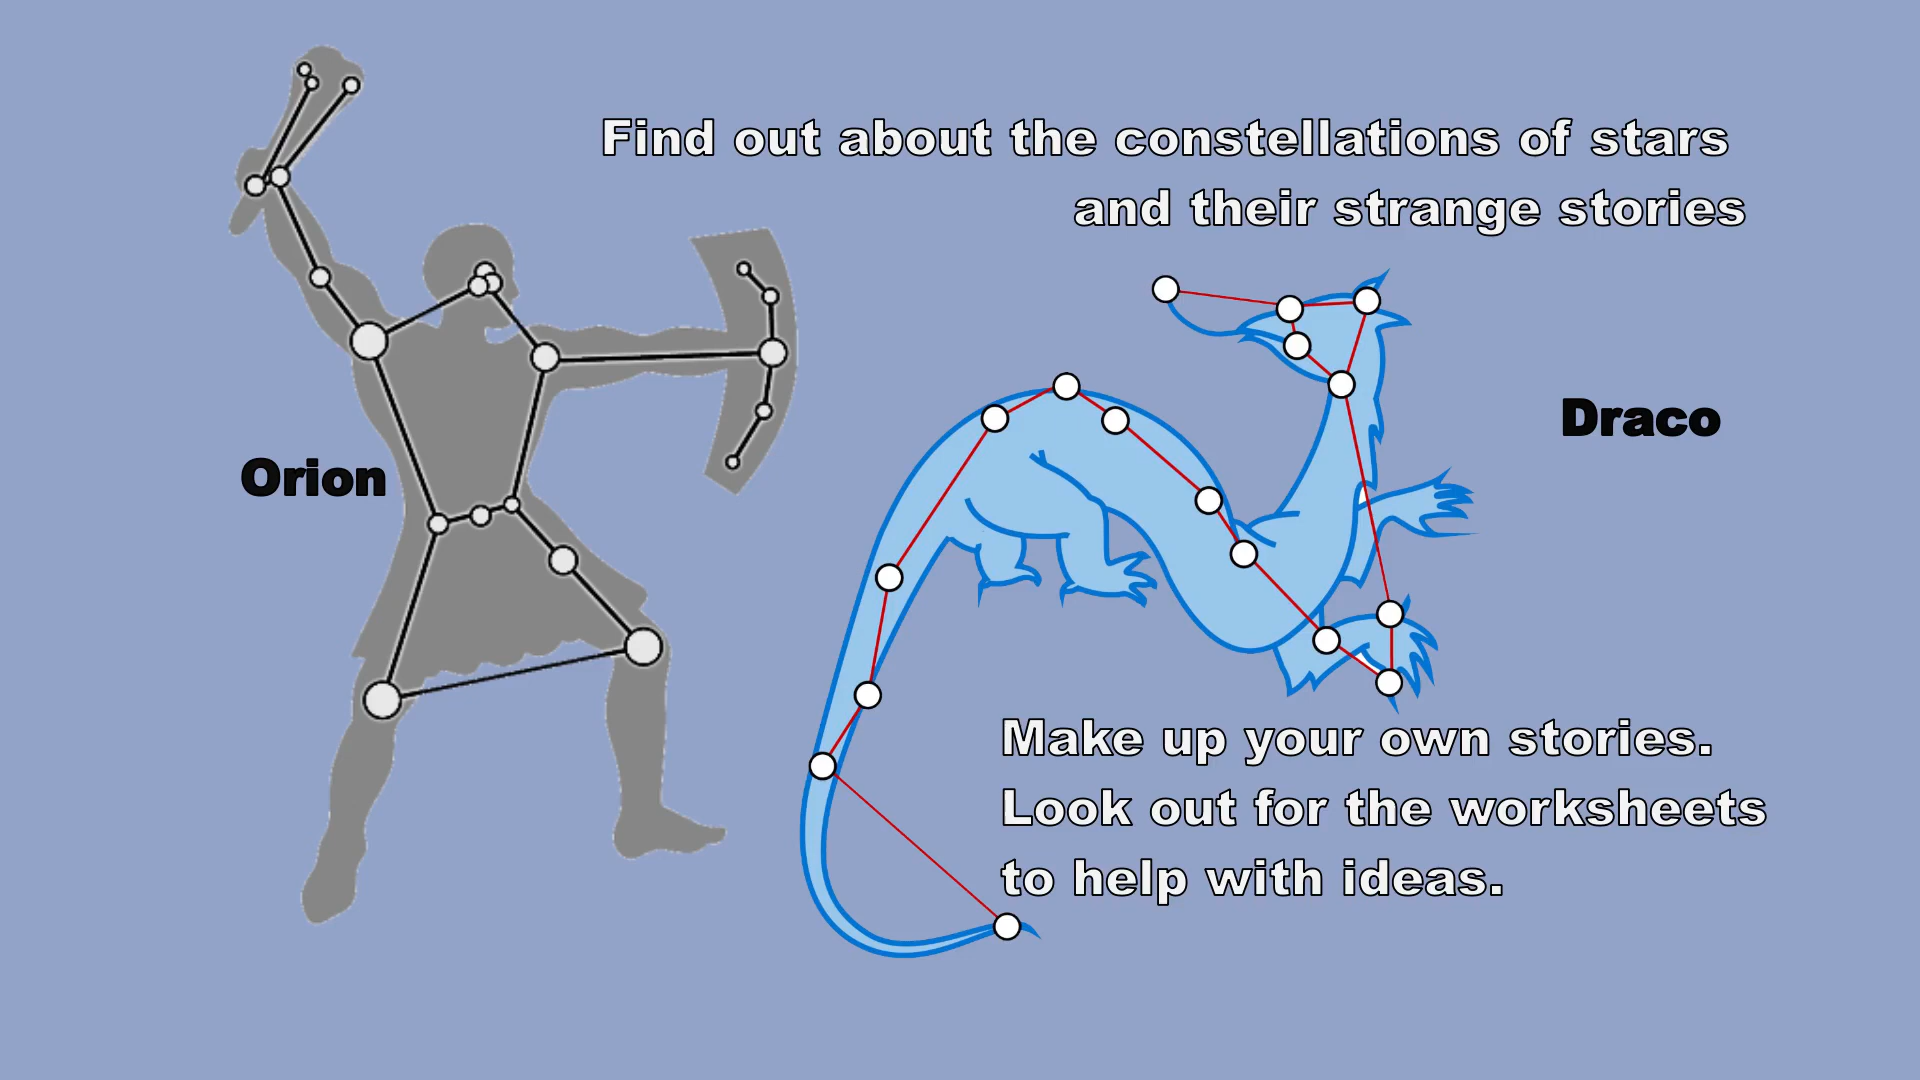 Find out about the constellations of stars
and their strange stories
Draco
Orion
Make up your own stories.
Look out for the worksheets
to help with ideas.